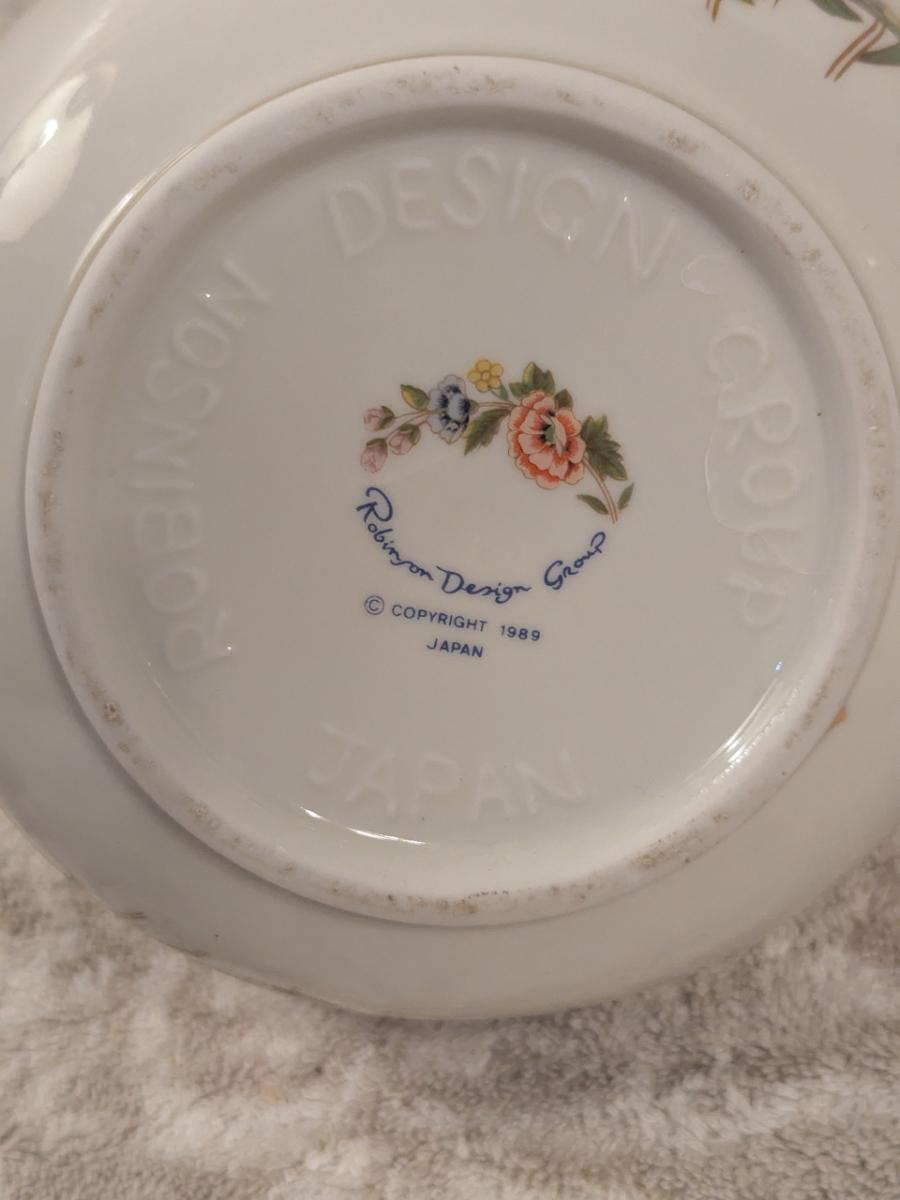 ROBINSON DESIGN GROUP
Robinson Design Group
© COPYRIGHT 1989
JAPAN
JAPAN